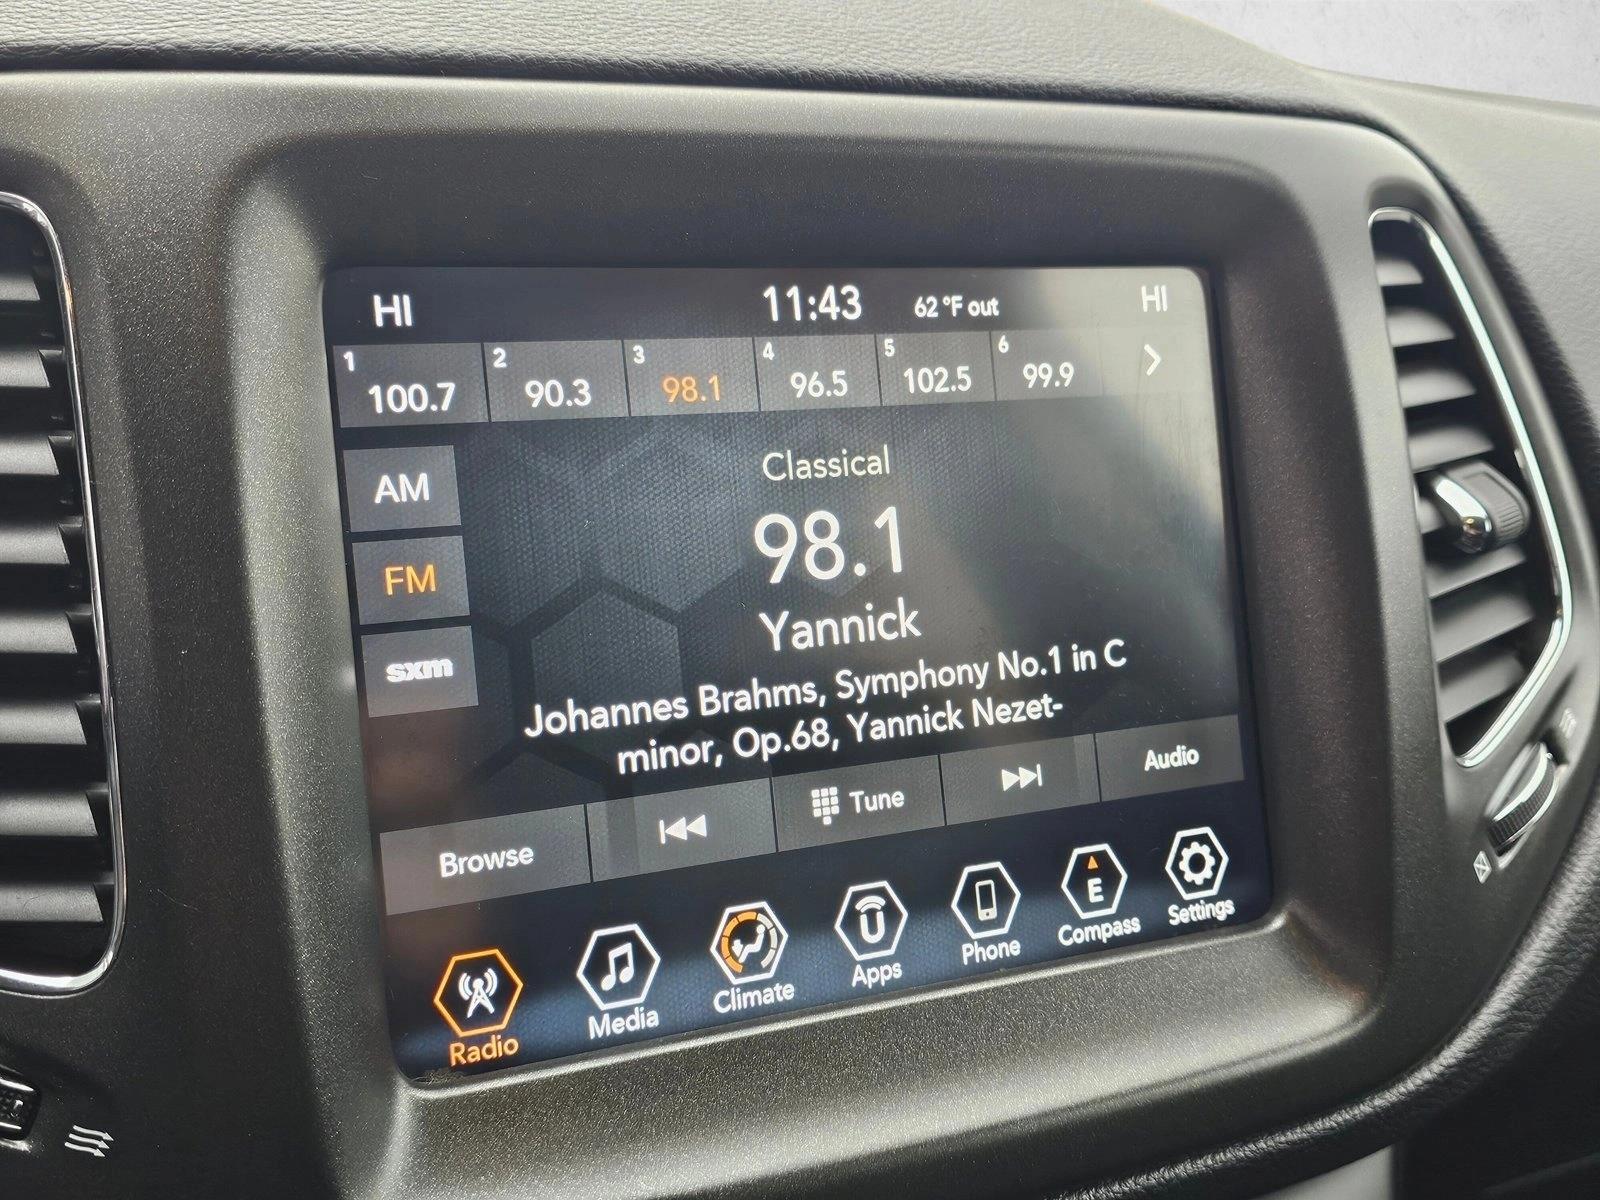 HI 11:43 62 °F out HI
1 100.7 2 90.3 3 98.1 4 96.5 5 102.5 6 99.9
Classical
AM
98.1
FM
Yannick
sxm
Johannes Brahms, Symphony No.1 in C
minor, Op.68, Yannick Nezet-
Browse Tune Audio
Radio Media Climate Apps Phone E Compass Settings